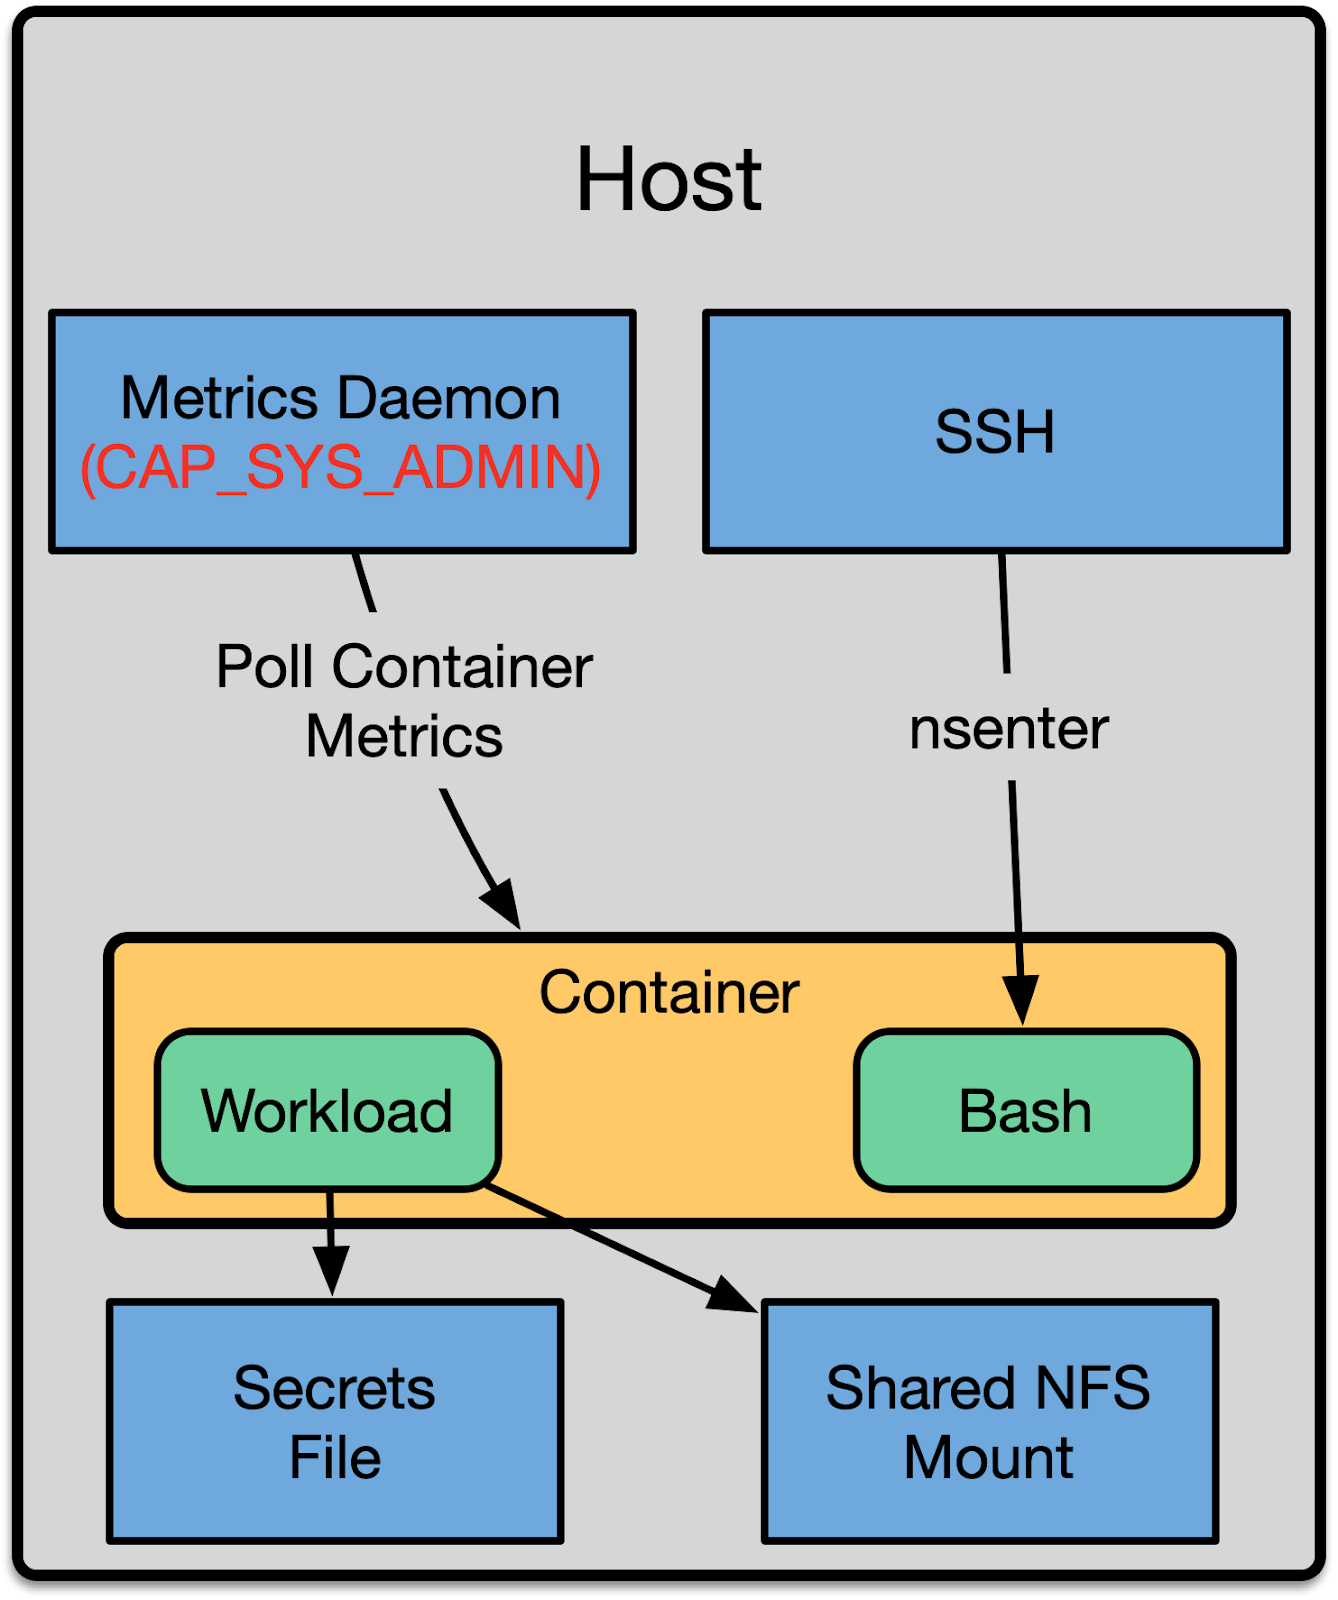 Host
Metrics Daemon
(CAP_SYS_ADMIN)
SSH
Poll Container
Metrics
nsenter
Container
Workload
Bash
Secrets
File
Shared NFS
Mount